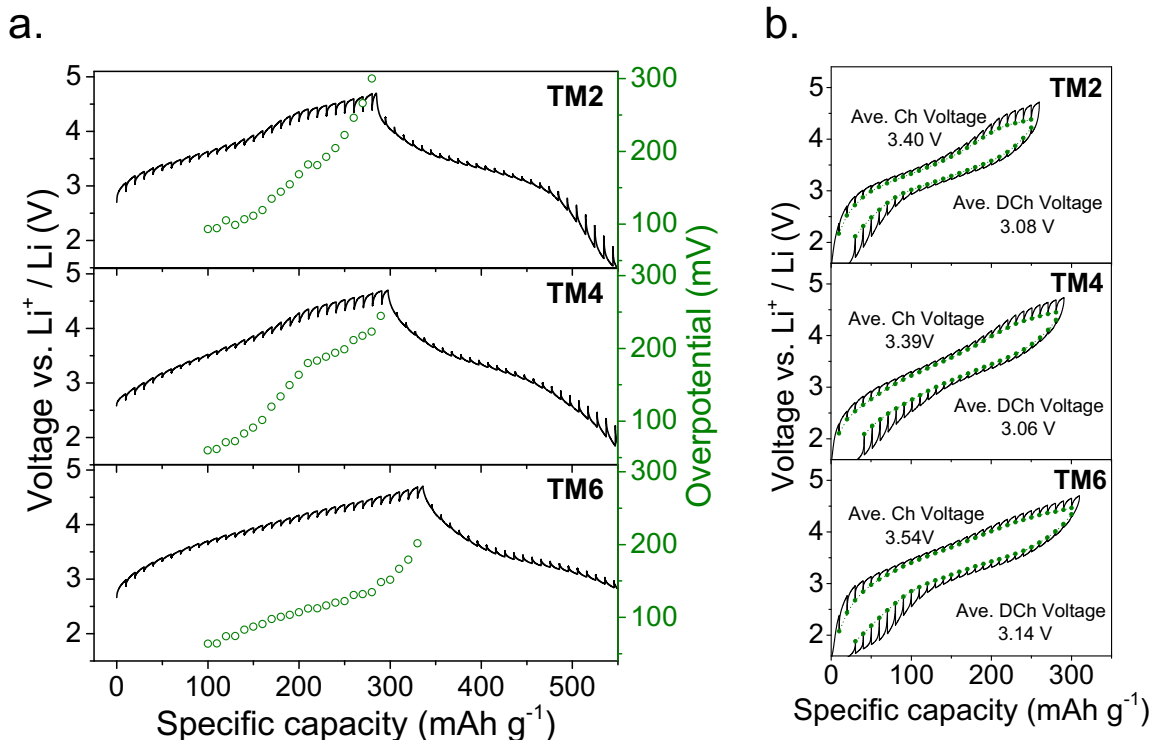 a.
Voltage vs. Li⁺ / Li (V)
5
4
3
2
TM2
300
200
100
5
4
3
2
TM4
300
200
100
5
4
3
2
TM6
300
200
100
Overpotential (mV)
0
100
200
300
400
500
Specific capacity (mAh g⁻¹)
b.
Voltage vs. Li⁺ / Li (V)
5
4
3
2
TM2
Ave. Ch Voltage
3.40 V
Ave. DCh Voltage
3.08 V
5
4
3
2
TM4
Ave. Ch Voltage
3.39V
Ave. DCh Voltage
3.06 V
5
4
3
2
TM6
Ave. Ch Voltage
3.54V
Ave. DCh Voltage
3.14 V
0
100
200
300
Specific capacity (mAh g⁻¹)